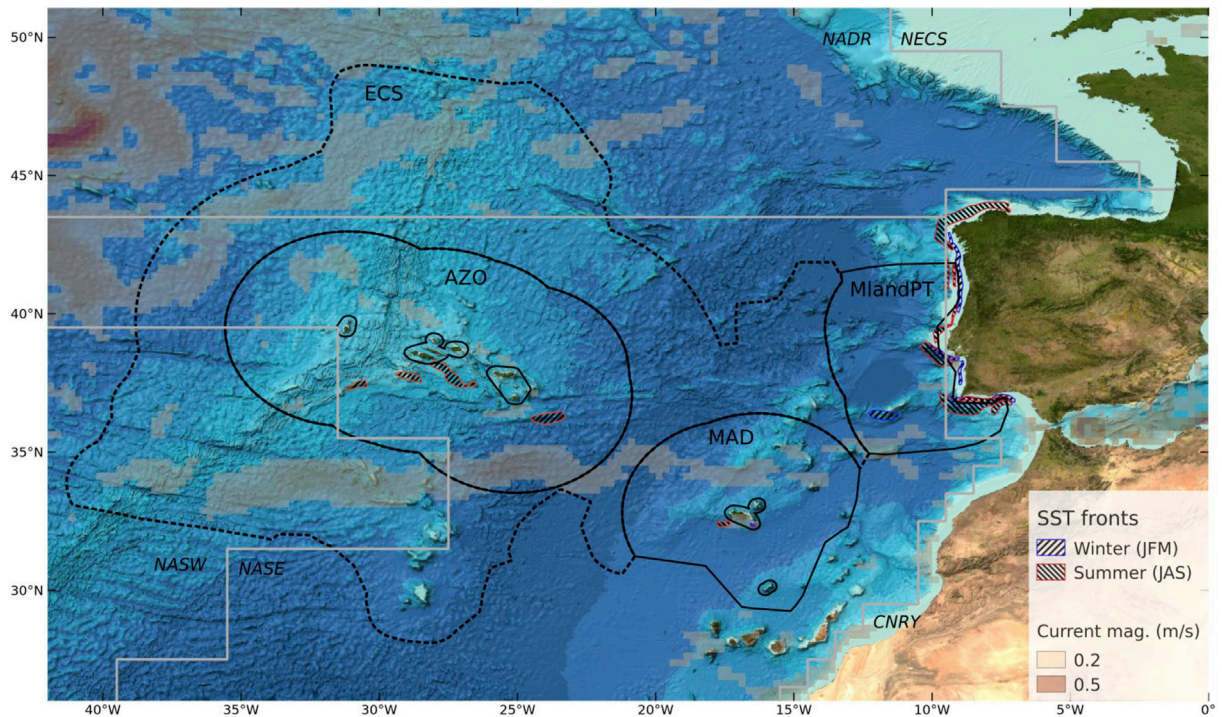 50°N
45°N
40°N
35°N
30°N
NADR NECS
ECS
AZO
MlandPT
MAD
NASW NASE
CNRY
SST fronts
Winter (JFM)
Summer (JAS)
Current mag. (m/s)
0.2
0.5
40°W 35°W 30°W 25°W 20°W 15°W 10°W 5°W 0°